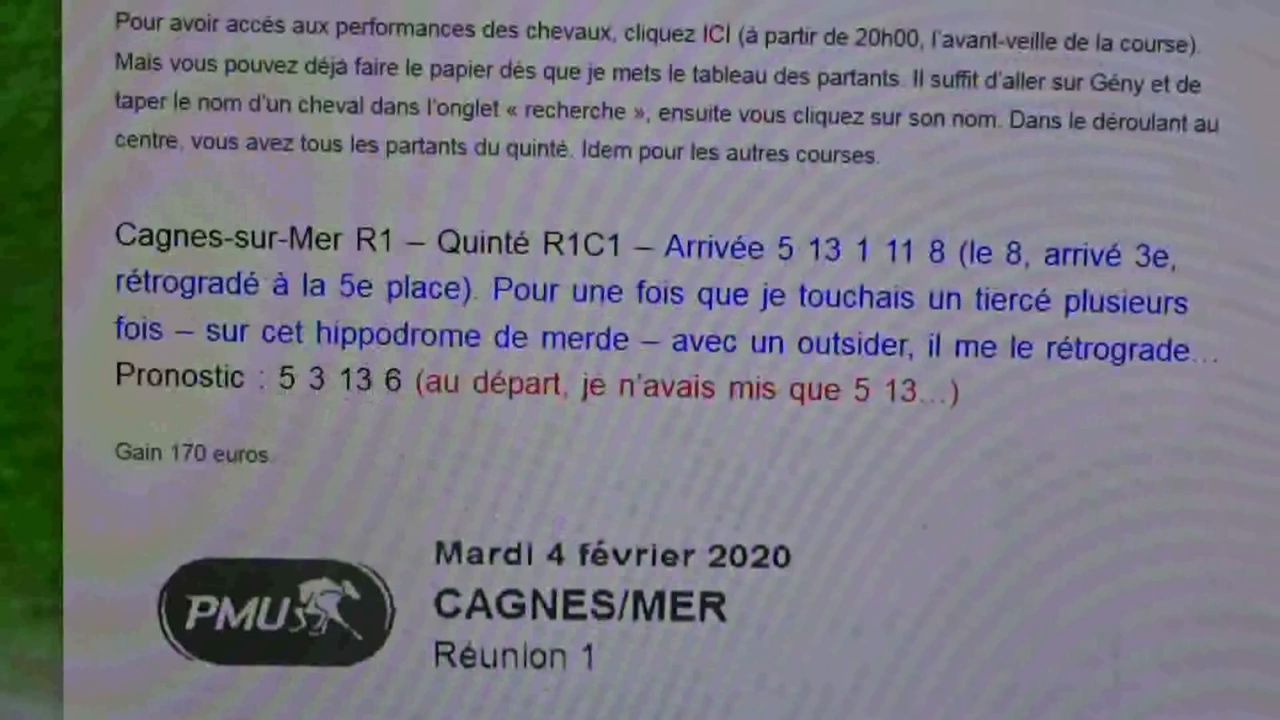 Pour avoir accés aux performances des chevaux, cliquez ICI (à partir de 20h00, l'avant-veille de la course).
Mais vous pouvez déjà faire le papier dés que je mets le tableau des partants. Il suffit d'aller sur Gény et de
taper le nom d'un cheval dans l'onglet « recherche », ensuite vous cliquez sur son nom. Dans le déroulant au
centre, vous avez tous les partants du quinté. Idem pour les autres courses.
Cagnes-sur-Mer R1 – Quinté R1C1 – Arrivée 5 13 1 11 8 (le 8, arrivé 3e,
rétrogradé à la 5e place). Pour une fois que je touchais un tiercé plusieurs
fois – sur cet hippodrome de merde – avec un outsider, il me le rétrograde...
Pronostic : 5 3 13 6 (au départ, je n'avais mis que 5 13...)
Gain 170 euros.
Mardi 4 février 2020
PMU CAGNES/MER
Réunion 1